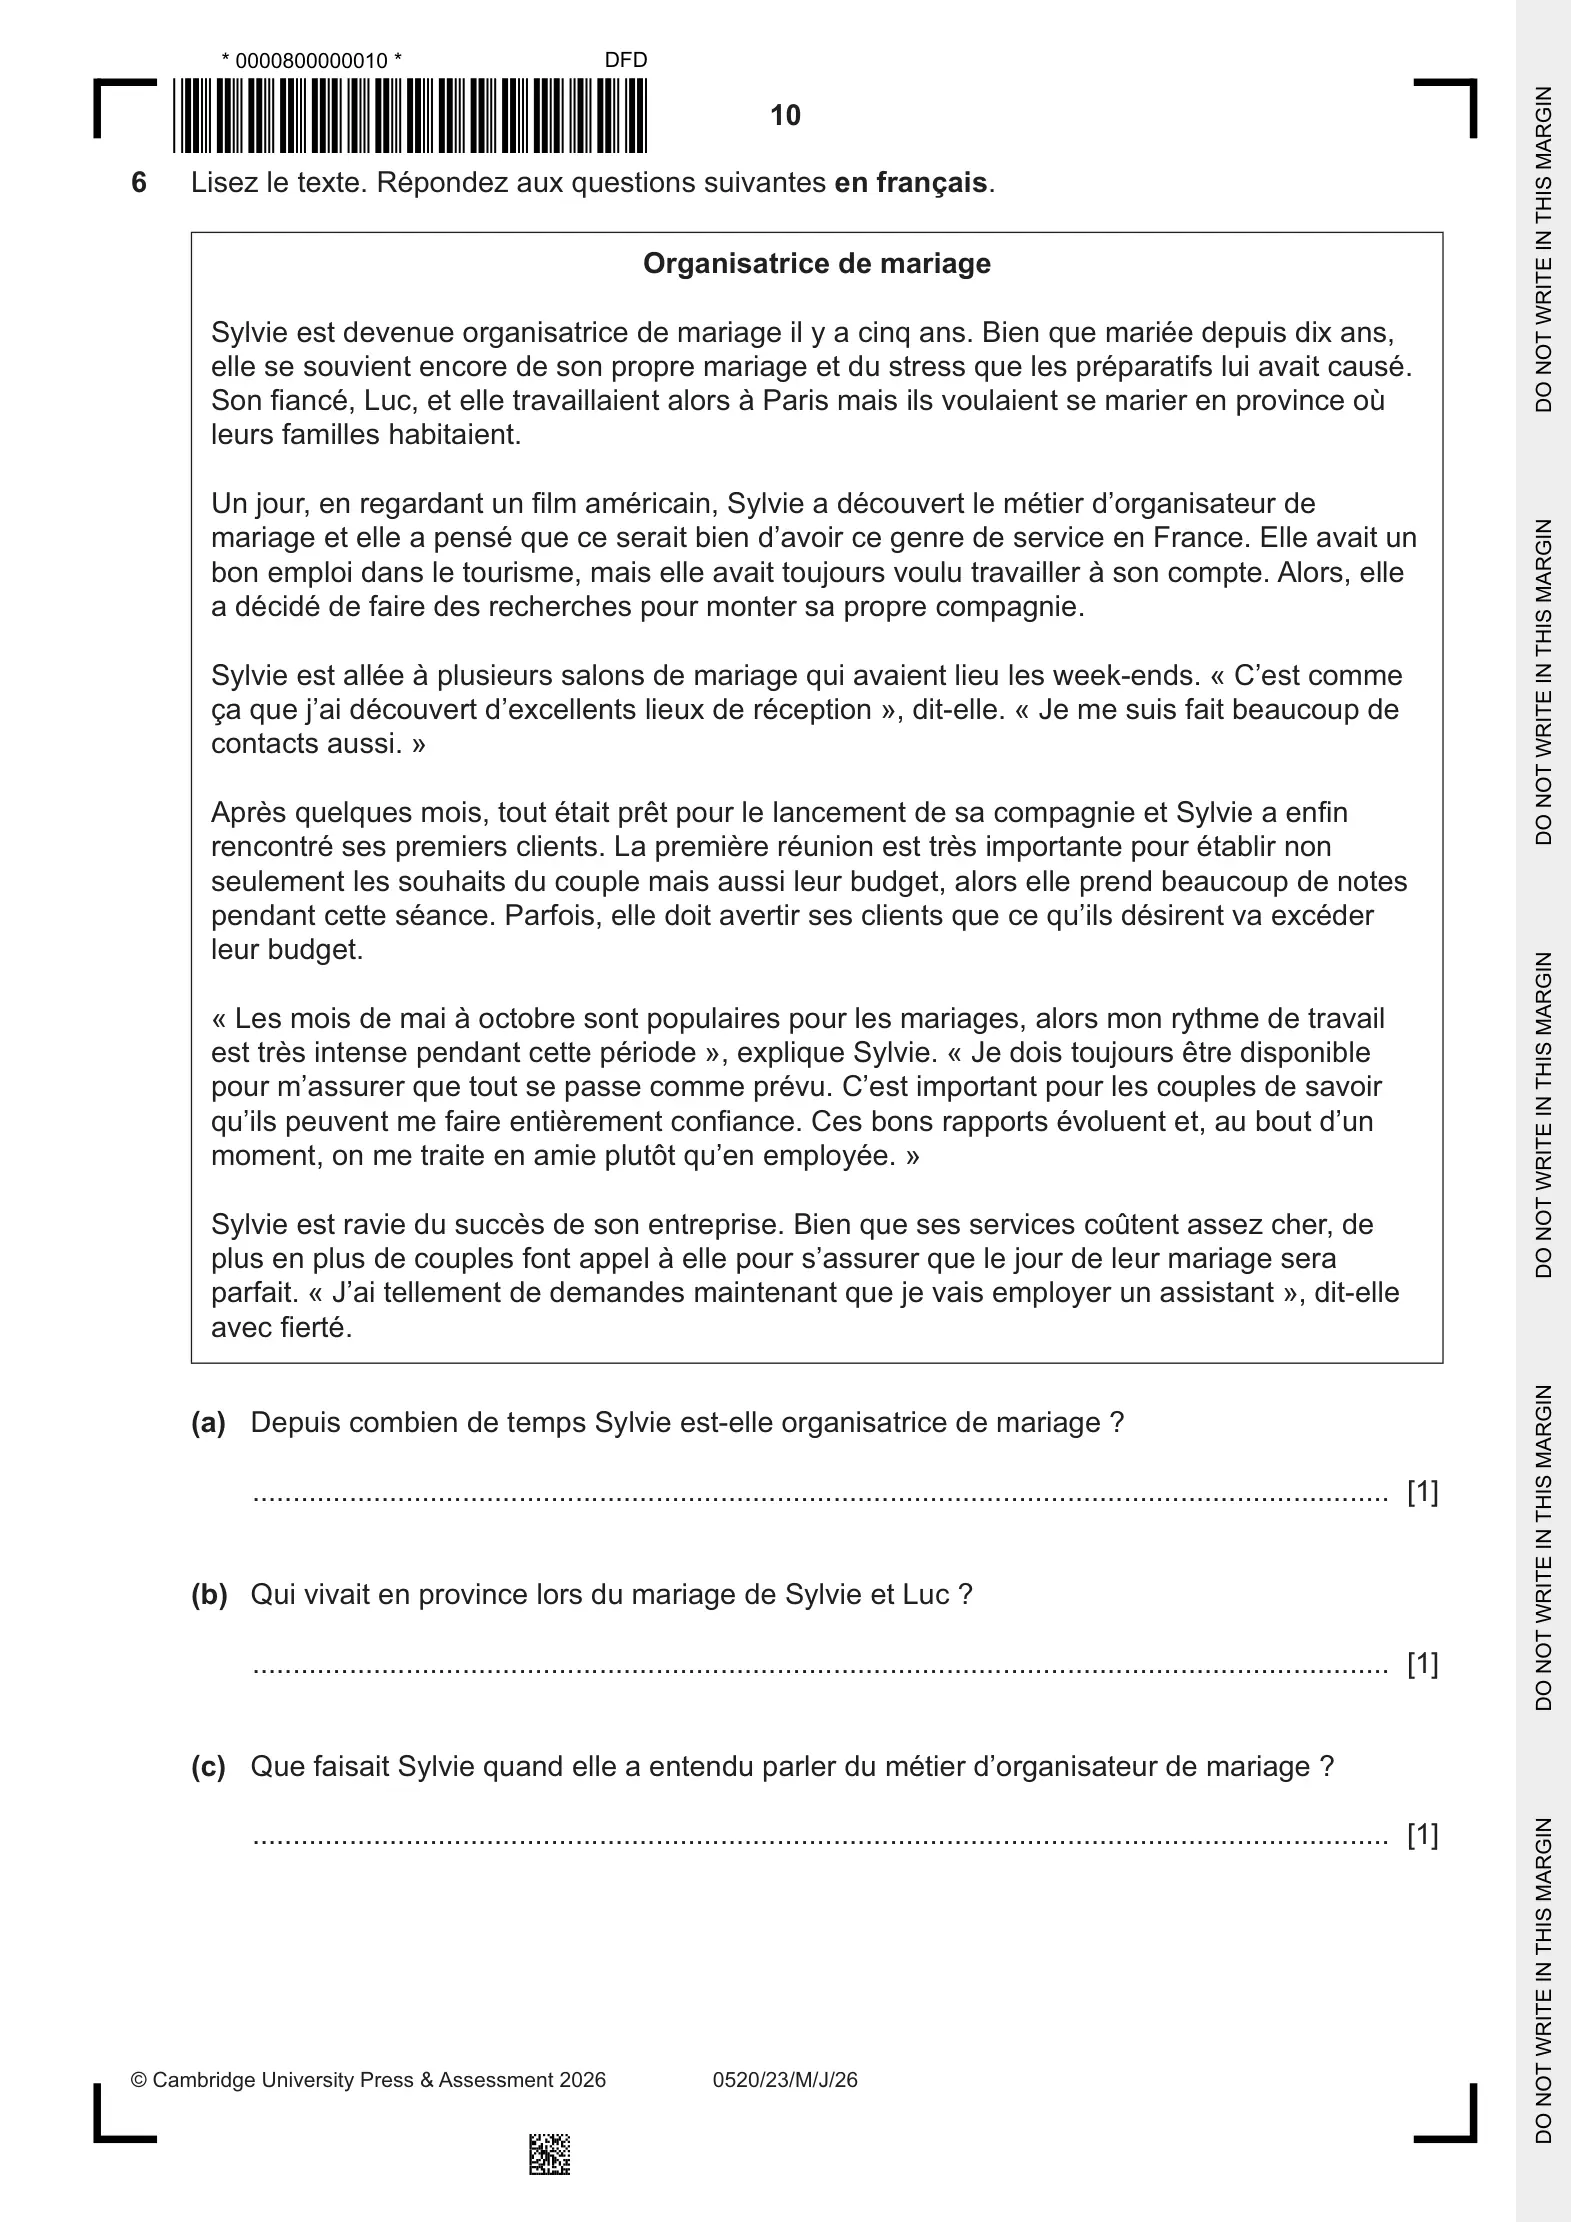 * 0000800000010 *
DFD
10
6 Lisez le texte. Répondez aux questions suivantes en français.
Organisatrice de mariage
Sylvie est devenue organisatrice de mariage il y a cinq ans. Bien que mariée depuis dix ans,
elle se souvient encore de son propre mariage et du stress que les préparatifs lui avait causé.
Son fiancé, Luc, et elle travaillaient alors à Paris mais ils voulaient se marier en province où
leurs familles habitaient.
Un jour, en regardant un film américain, Sylvie a découvert le métier d’organisateur de
mariage et elle a pensé que ce serait bien d’avoir ce genre de service en France. Elle avait un
bon emploi dans le tourisme, mais elle avait toujours voulu travailler à son compte. Alors, elle
a décidé de faire des recherches pour monter sa propre compagnie.
Sylvie est allée à plusieurs salons de mariage qui avaient lieu les week-ends. « C’est comme
ça que j’ai découvert d’excellents lieux de réception », dit-elle. « Je me suis fait beaucoup de
contacts aussi. »
Après quelques mois, tout était prêt pour le lancement de sa compagnie et Sylvie a enfin
rencontré ses premiers clients. La première réunion est très importante pour établir non
seulement les souhaits du couple mais aussi leur budget, alors elle prend beaucoup de notes
pendant cette séance. Parfois, elle doit avertir ses clients que ce qu’ils désirent va excéder
leur budget.
« Les mois de mai à octobre sont populaires pour les mariages, alors mon rythme de travail
est très intense pendant cette période », explique Sylvie. « Je dois toujours être disponible
pour m’assurer que tout se passe comme prévu. C’est important pour les couples de savoir
qu’ils peuvent me faire entièrement confiance. Ces bons rapports évoluent et, au bout d’un
moment, on me traite en amie plutôt qu’en employée. »
Sylvie est ravie du succès de son entreprise. Bien que ses services coûtent assez cher, de
plus en plus de couples font appel à elle pour s’assurer que le jour de leur mariage sera
parfait. « J’ai tellement de demandes maintenant que je vais employer un assistant », dit-elle
avec fierté.
(a) Depuis combien de temps Sylvie est-elle organisatrice de mariage ?
[1]
(b) Qui vivait en province lors du mariage de Sylvie et Luc ?
[1]
(c) Que faisait Sylvie quand elle a entendu parler du métier d’organisateur de mariage ?
[1]
© Cambridge University Press & Assessment 2026
0520/23/M/J/26
DO NOT WRITE IN THIS MARGIN
DO NOT WRITE IN THIS MARGIN
DO NOT WRITE IN THIS MARGIN
DO NOT WRITE IN THIS MARGIN
DO NOT WRITE IN THIS MARGIN